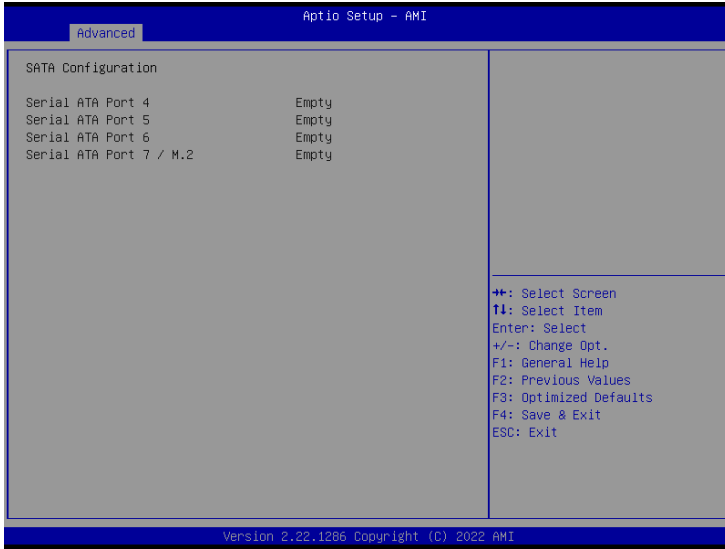 Aptio Setup – AMI
Advanced
SATA Configuration
Serial ATA Port 4 Empty
Serial ATA Port 5 Empty
Serial ATA Port 6 Empty
Serial ATA Port 7 / M.2 Empty
→←: Select Screen
↑↓: Select Item
Enter: Select
+/-: Change Opt.
F1: General Help
F2: Previous Values
F3: Optimized Defaults
F4: Save & Exit
ESC: Exit
Version 2.22.1286 Copyright (C) 2022 AMI